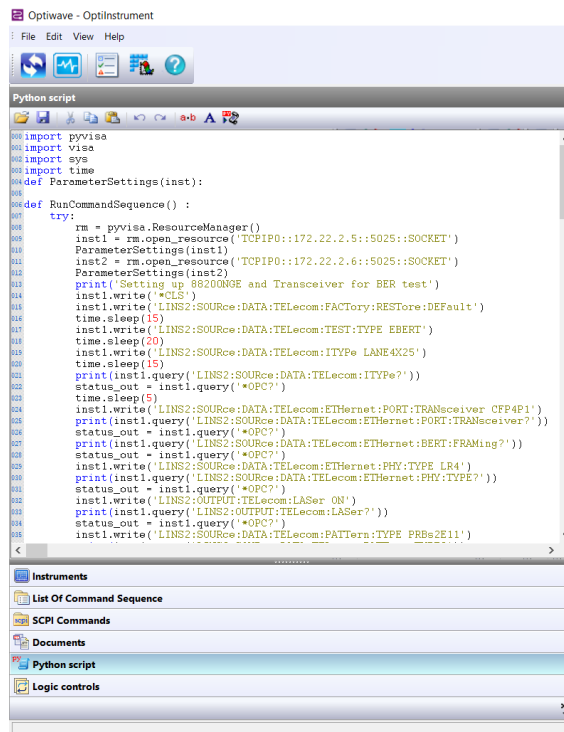 Optiwave - OptiInstrument
File Edit View Help
Python script
a•b A
000 import pyvisa
001 import visa
002 import sys
003 import time
004 def ParameterSettings(inst):
005
006 def RunCommandSequence() :
007 try:
008 rm = pyvisa.ResourceManager()
009 inst1 = rm.open_resource('TCPIP0::172.22.2.5::5025::SOCKET')
010 ParameterSettings(inst1)
011 inst2 = rm.open_resource('TCPIP0::172.22.2.6::5025::SOCKET')
012 ParameterSettings(inst2)
013 print('Setting up 88200NGE and Transceiver for BER test')
014 inst1.write('*CLS')
015 inst1.write('LINS2:SOURce:DATA:TELecom:FACTory:RESTore:DEFault')
016 time.sleep(15)
017 inst1.write('LINS2:SOURce:DATA:TELecom:TEST:TYPE EBERT')
018 time.sleep(20)
019 inst1.write('LINS2:SOURce:DATA:TELecom:ITYPe LANE4X25')
020 time.sleep(15)
021 print(inst1.query('LINS2:SOURce:DATA:TELecom:ITYPe?'))
022 status_out = inst1.query('*OPC?')
023 time.sleep(5)
024 inst1.write('LINS2:SOURce:DATA:TELecom:ETHernet:PORT:TRANsceiver CFP4P1')
025 print(inst1.query('LINS2:SOURce:DATA:TELecom:ETHernet:PORT:TRANsceiver?'))
026 status_out = inst1.query('*OPC?')
027 print(inst1.query('LINS2:SOURce:DATA:TELecom:ETHernet:BERT:FRAMing?'))
028 status_out = inst1.query('*OPC?')
029 inst1.write('LINS2:SOURce:DATA:TELecom:ETHernet:PHY:TYPE LR4')
030 print(inst1.query('LINS2:SOURce:DATA:TELecom:ETHernet:PHY:TYPE?'))
031 status_out = inst1.query('*OPC?')
032 inst1.write('LINS2:OUTPUT:TELecom:LASer ON')
033 print(inst1.query('LINS2:OUTPUT:TELecom:LASer?'))
034 status_out = inst1.query('*OPC?')
035 inst1.write('LINS2:SOURce:DATA:TELecom:PATTern:TYPE PRBs2E11')
Instruments
List Of Command Sequence
scpi SCPI Commands
Documents
PY Python script
Logic controls